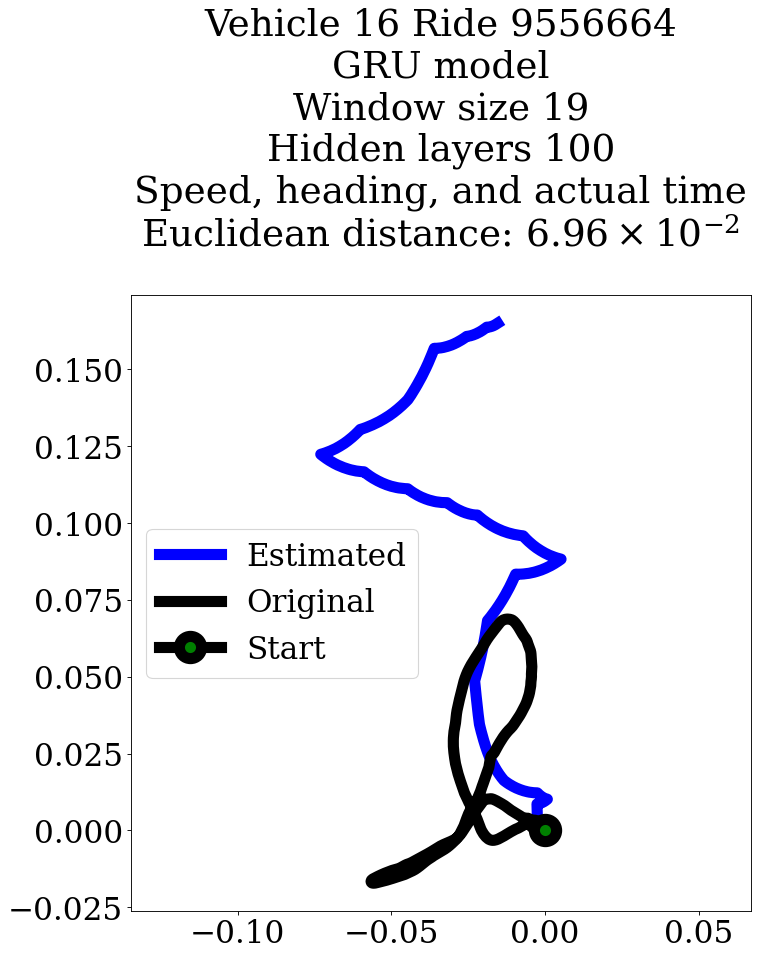 Vehicle 16 Ride 9556664
GRU model
Window size 19
Hidden layers 100
Speed, heading, and actual time
Euclidean distance: 6.96 × 10⁻²
0.150
0.125
0.100
0.075
0.050
0.025
0.000
−0.025
Estimated
Original
Start
−0.10
−0.05
0.00
0.05